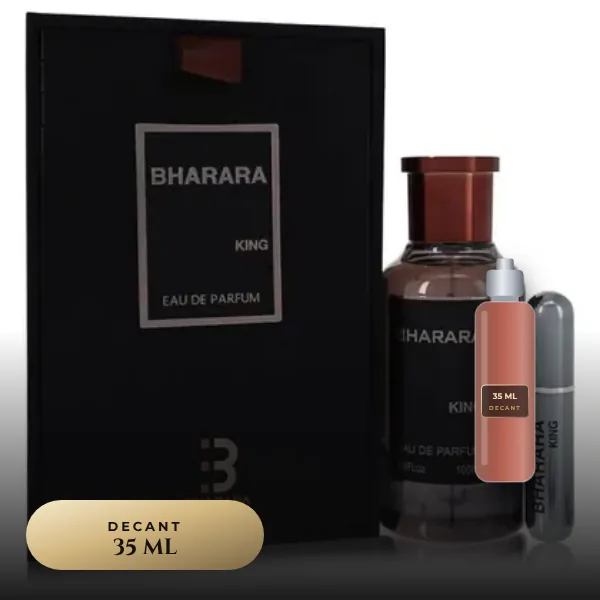 BHARARA
KING
EAU DE PARFUM
BHARARA
KING
EAU DE PARFUM
35 ML
DECANT
BHARARA
KING
DECANT
35 ML